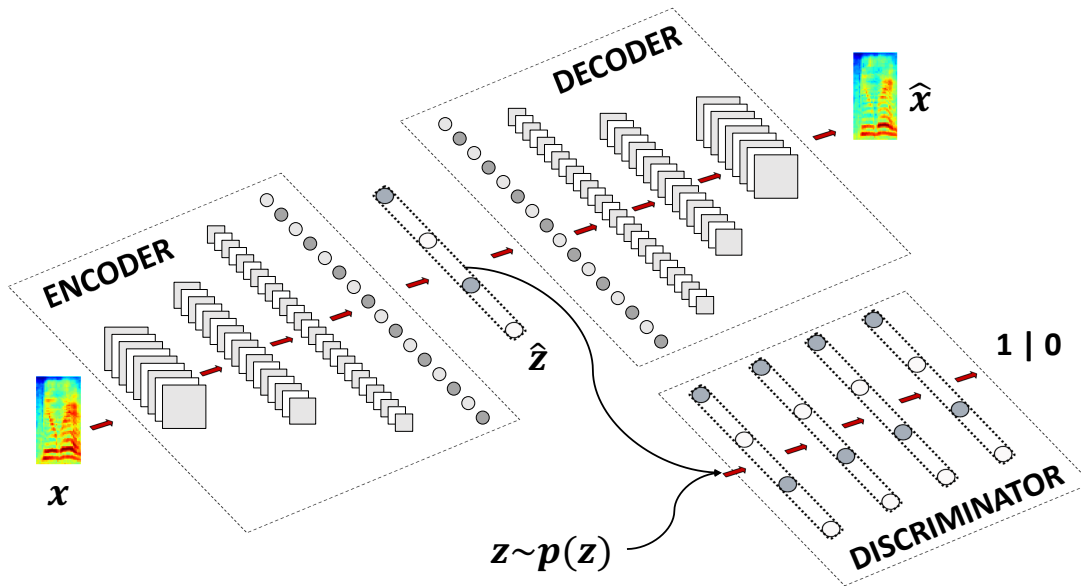 DECODER
x̂
ENCODER
ẑ
1 | 0
x
z~p(z)
DISCRIMINATOR